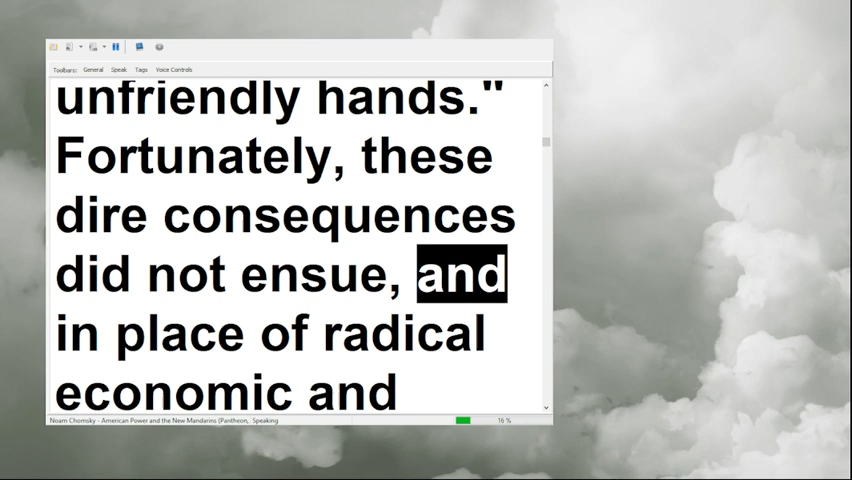 Toolbars: General Speak Tags Voice Controls
unfriendly hands."
Fortunately, these
dire consequences
did not ensue, and
in place of radical
economic and
Noam Chomsky - American Power and the New Mandarins (Pantheon, Speaking 16 %